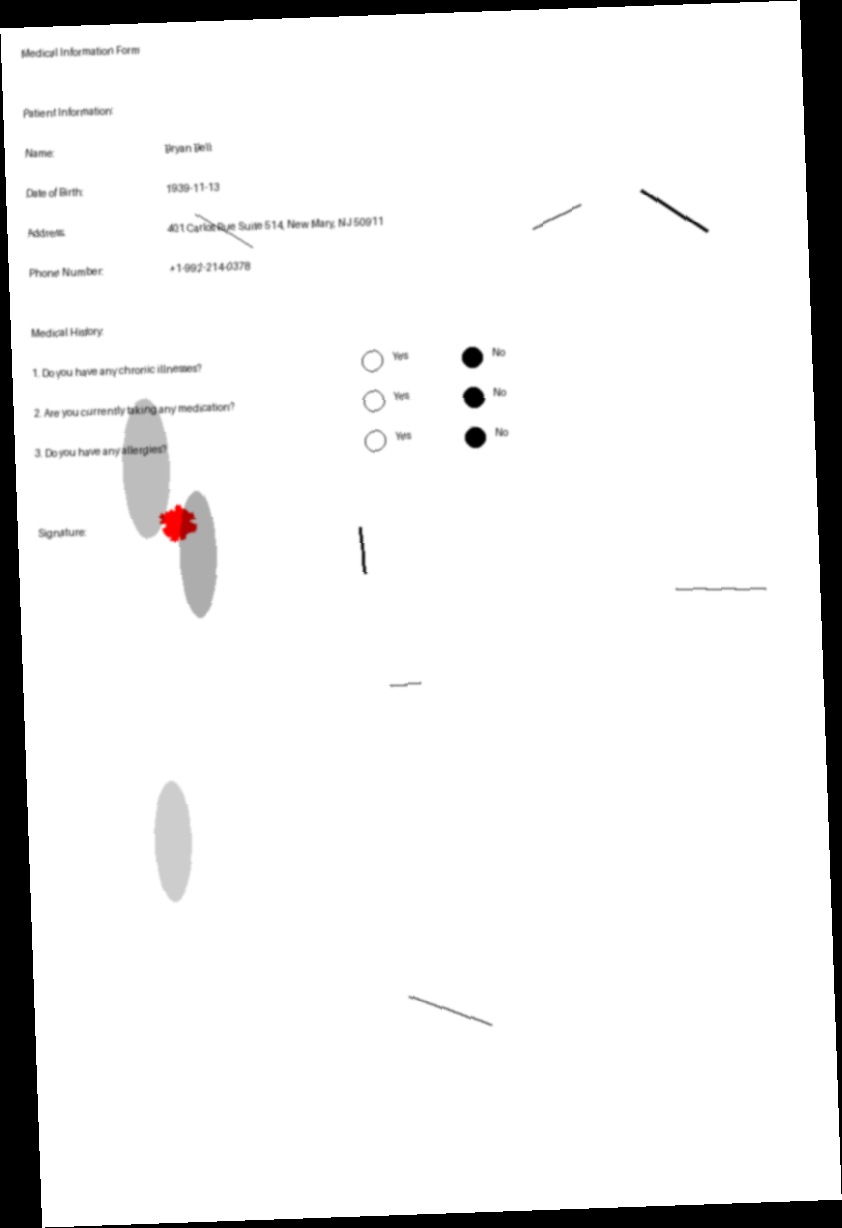 Medical Information Form
Patient Information:
Name: Bryan Bell
Date of Birth: 1939-11-13
Address: 401 Carlos Rue Suite 514, New Mary, NJ 50911
Phone Number: +1-992-214-0378
Medical History:
1. Do you have any chronic illnesses? Yes No
2. Are you currently taking any medication? Yes No
3. Do you have any allergies? Yes No
Signature: